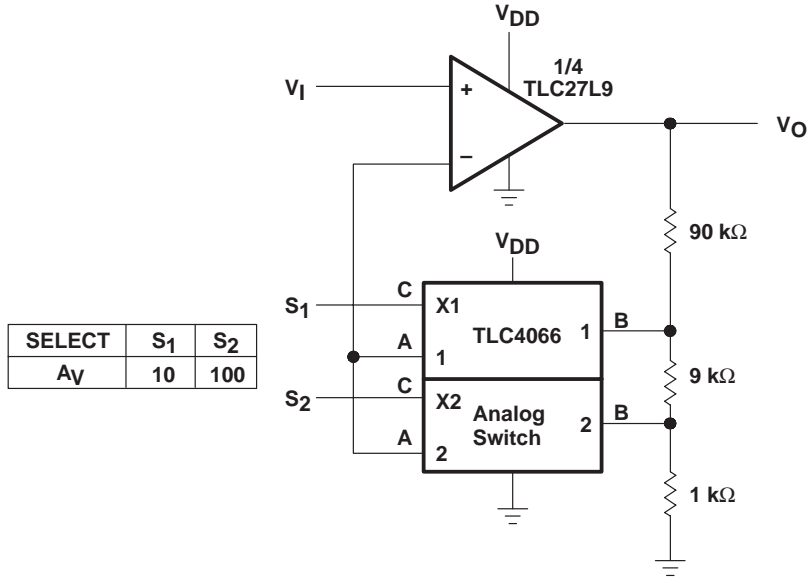 VDD
1/4
TLC27L9
VI
+
−
VO
90 kΩ
VDD
S1
C
X1
TLC4066
1
B
A
1
9 kΩ
SELECT S1 S2
AV 10 100
S2
C
X2
Analog
Switch
2
B
A
2
1 kΩ